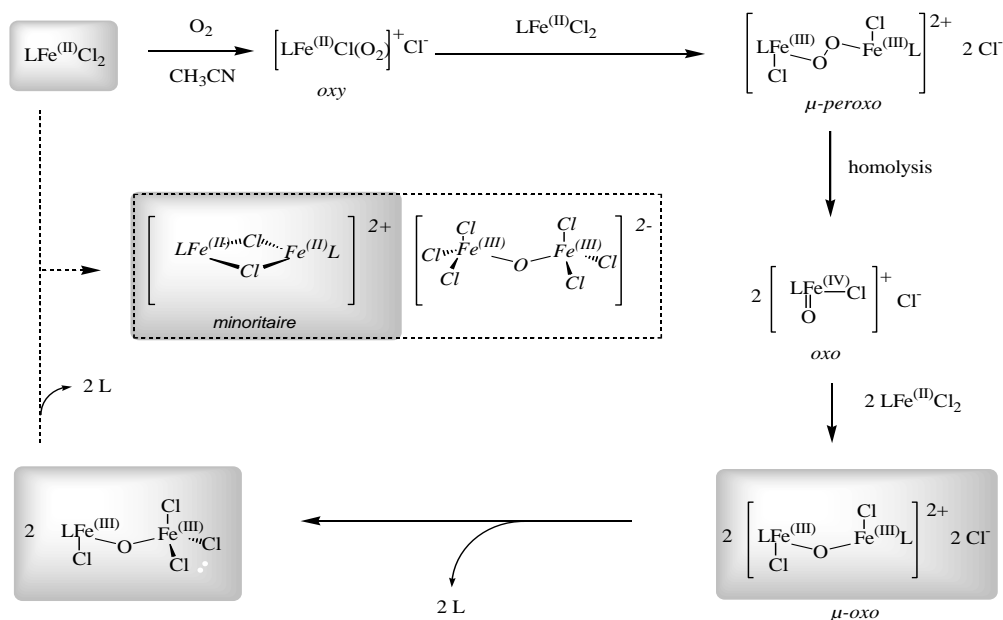 LFe(II)Cl2
O2
CH3CN
[LFe(II)Cl(O2)]+Cl-
oxy
LFe(II)Cl2
[LFe(III) Cl O O Cl Fe(III)L]2+ 2 Cl-
μ-peroxo
homolysis
[LFe(II) Cl Cl Fe(II)L]2+
minoritaire
[Cl Cl Cl Fe(III) O Cl Fe(III) Cl Cl]2-
2 [LFe(IV) Cl O]+ Cl-
oxo
2 L
2 LFe(II)Cl2
2 LFe(III) Cl O Cl Fe(III) Cl Cl
2 L
2 [LFe(III) Cl O Cl Fe(III)L]2+ 2 Cl-
μ-oxo